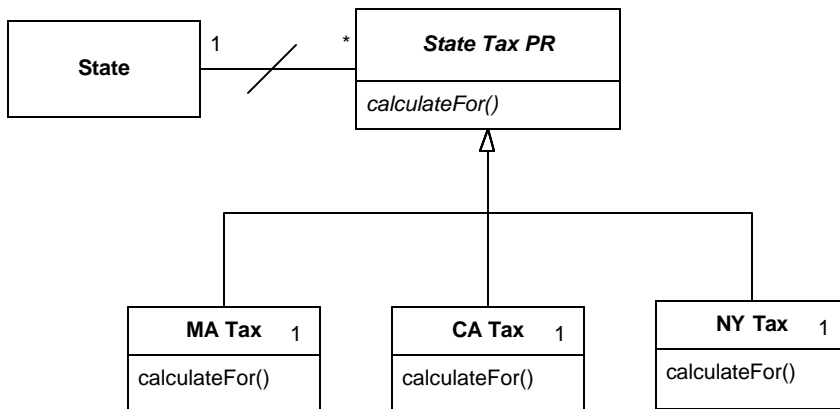 State
1
*
State Tax PR
calculateFor()
MA Tax 1
calculateFor()
CA Tax 1
calculateFor()
NY Tax 1
calculateFor()